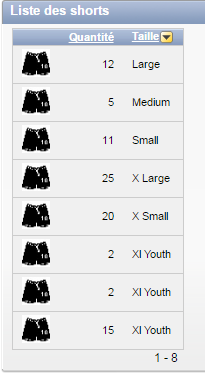 Liste des shorts
Quantité Taille
12 Large
5 Medium
11 Small
25 X Large
20 X Small
2 Xl Youth
2 Xl Youth
15 Xl Youth
1 - 8